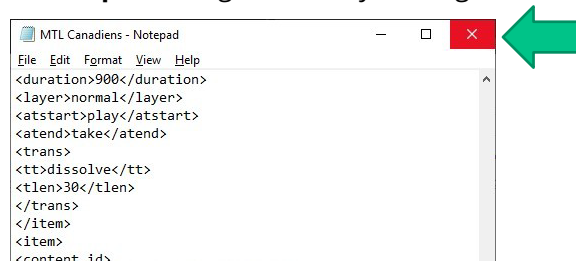 MTL Canadiens - Notepad
File Edit Format View Help
<duration>900</duration>
<layer>normal</layer>
<atstart>play</atstart>
<atend>take</atend>
<trans>
<tt>dissolve</tt>
<tlen>30</tlen>
</trans>
</item>
<item>
<content_id>